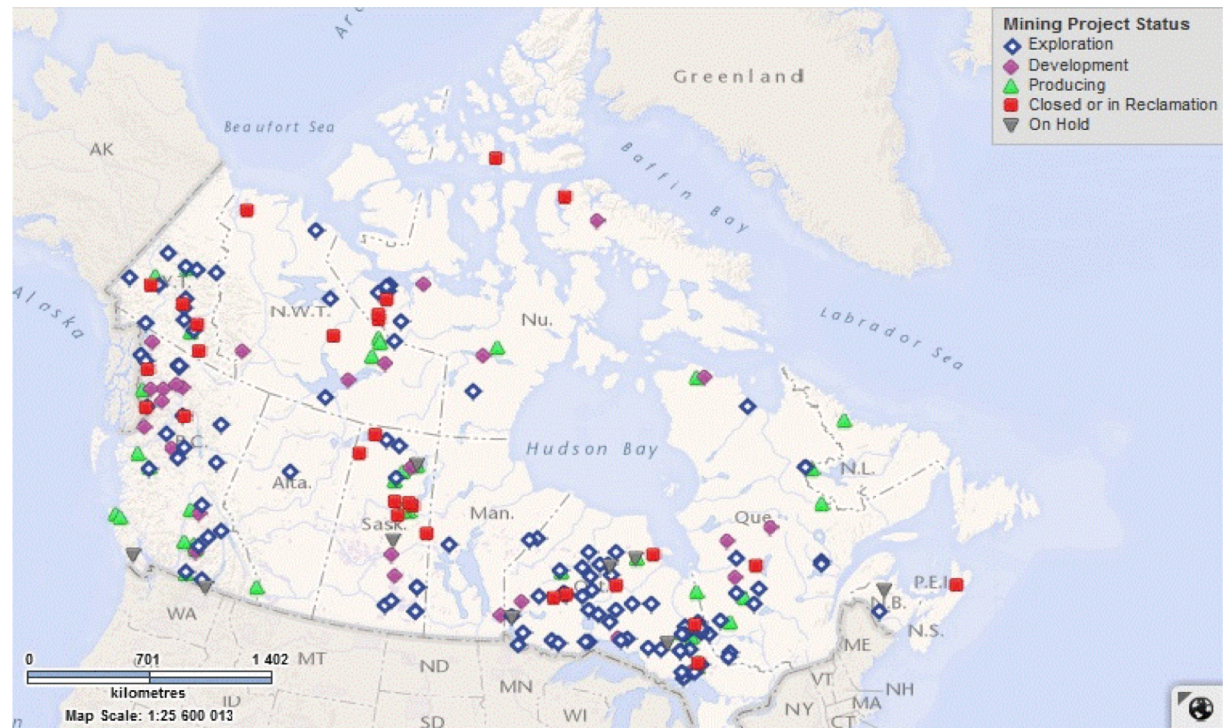 Mining Project Status
Exploration
Development
Producing
Closed or in Reclamation
On Hold
Greenland
Beaufort Sea
AK
Baffin Bay
Alaska
Y.T.
N.W.T.
Nu.
Labrador Sea
Hudson Bay
B.C.
Alta.
Sask.
Man.
Ont.
Que.
N.L.
P.E.I.
N.B.
N.S.
WA
MT
ND
MN
ME
VT
NH
ID
SD
WI
NY
MA
CT
0 701 1 402
kilometres
Map Scale: 1:25 600 013